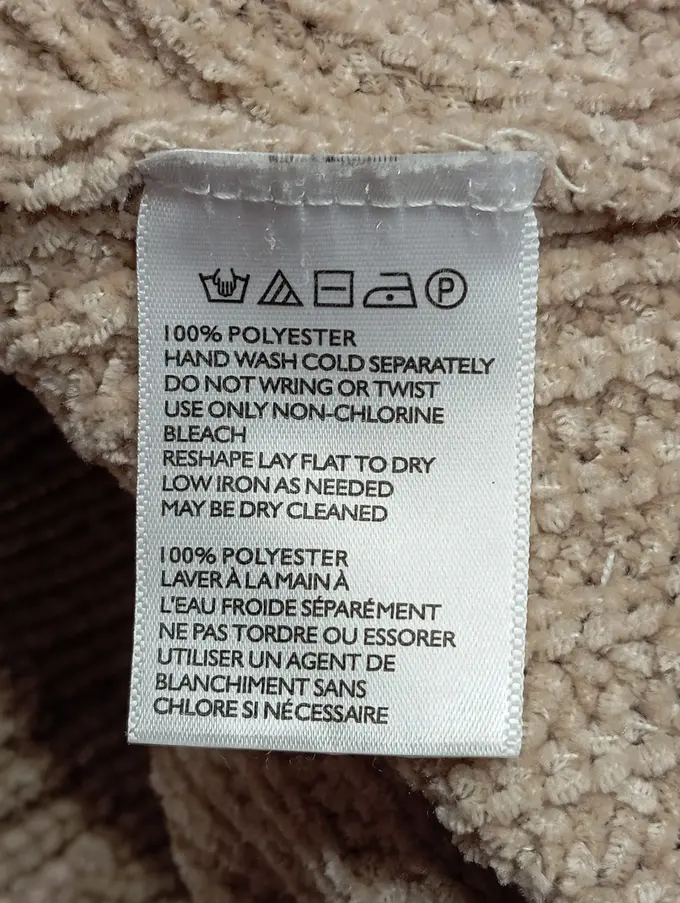 P
100% POLYESTER
HAND WASH COLD SEPARATELY
DO NOT WRING OR TWIST
USE ONLY NON-CHLORINE
BLEACH
RESHAPE LAY FLAT TO DRY
LOW IRON AS NEEDED
MAY BE DRY CLEANED
100% POLYESTER
LAVER À LA MAIN À
L'EAU FROIDE SÉPARÉMENT
NE PAS TORDRE OU ESSORER
UTILISER UN AGENT DE
BLANCHIMENT SANS
CHLORE SI NÉCESSAIRE